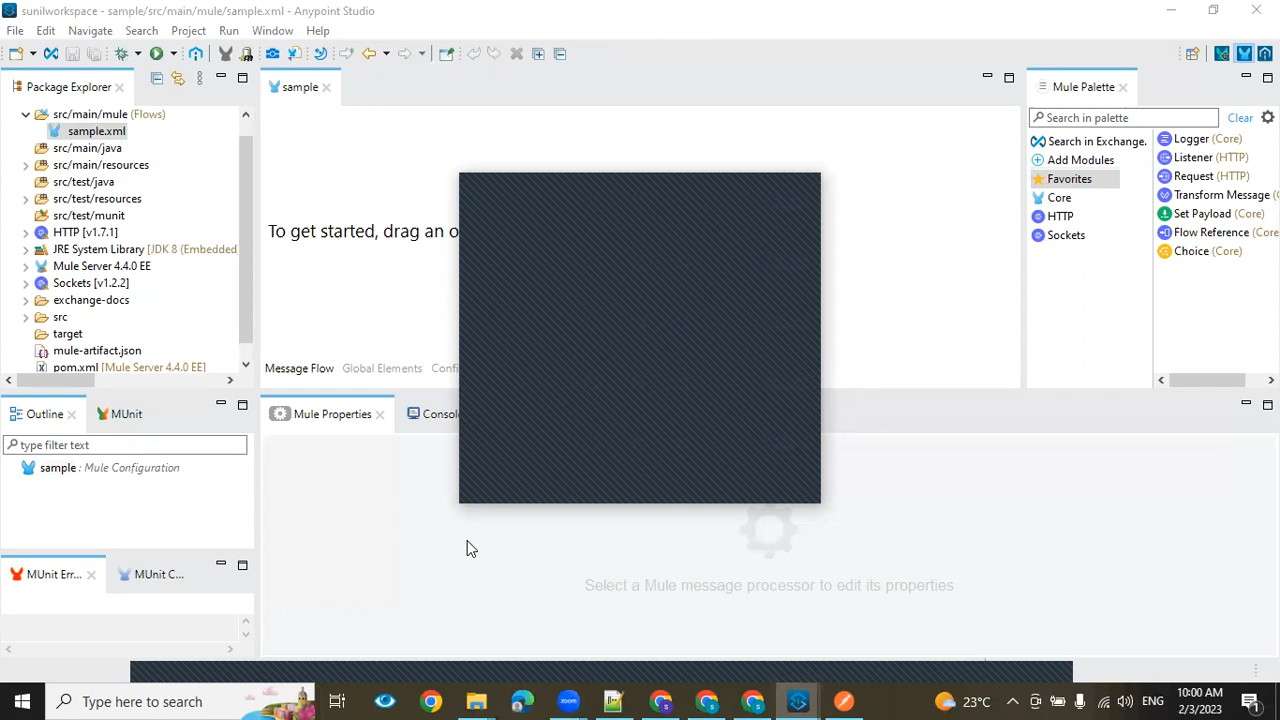 sunilworkspace - sample/src/main/mule/sample.xml - Anypoint Studio
File Edit Navigate Search Project Run Window Help
Package Explorer
sample
Mule Palette
src/main/mule (Flows)
sample.xml
src/main/java
src/main/resources
src/test/java
src/test/resources
src/test/munit
HTTP [v1.7.1]
JRE System Library [JDK 8 (Embedded
Mule Server 4.4.0 EE
Sockets [v1.2.2]
exchange-docs
src
target
mule-artifact.json
pom.xml [Mule Server 4.4.0 EE]
To get started, drag an o
Message Flow Global Elements Confi
Search in palette Clear
Search in Exchange.
Add Modules
Favorites
Core
HTTP
Sockets
Logger (Core)
Listener (HTTP)
Request (HTTP)
Transform Message (Core
Set Payload (Core)
Flow Reference (Core
Choice (Core)
Outline MUnit
type filter text
sample : Mule Configuration
MUnit Err... MUnit C...
Mule Properties Console
Select a Mule message processor to edit its properties
Type here to search
23°C
ENG
10:00 AM
2/3/2023
1